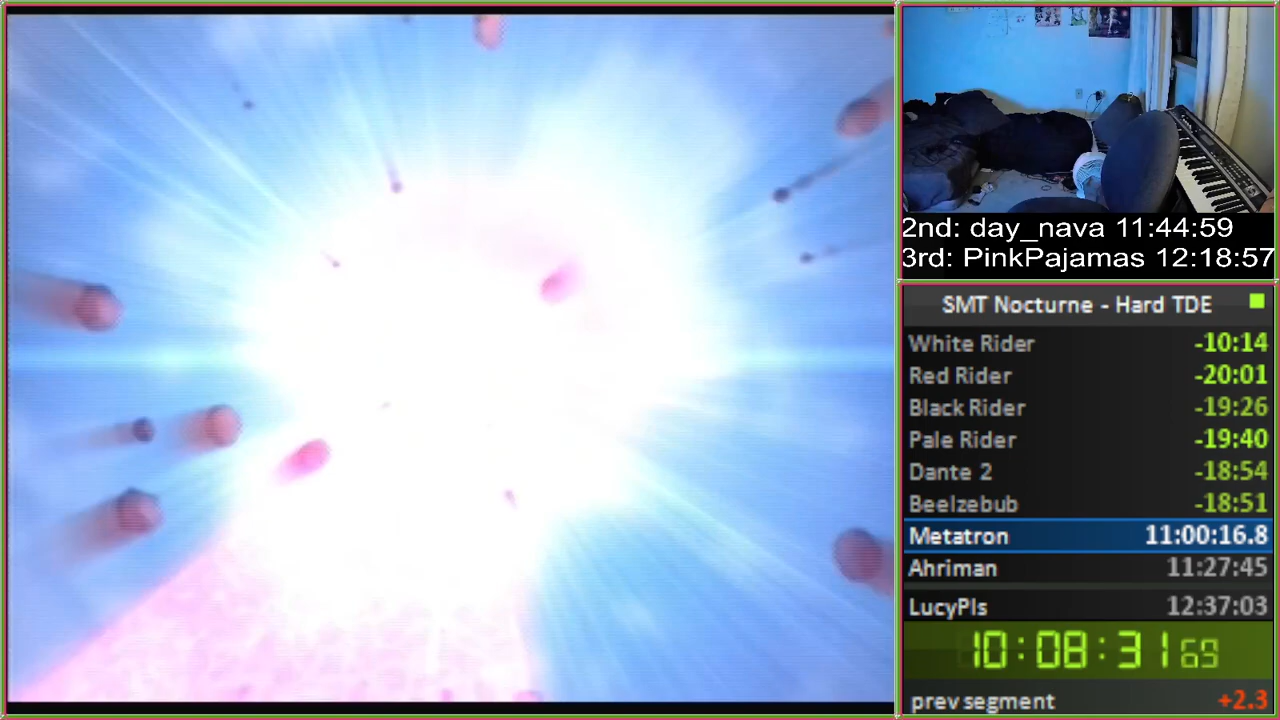 2nd: day_nava 11:44:59
3rd: PinkPajamas 12:18:57
SMT Nocturne - Hard TDE
White Rider -10:14
Red Rider -20:01
Black Rider -19:26
Pale Rider -19:40
Dante 2 -18:54
Beelzebub -18:51
Metatron 11:00:16.8
Ahriman 11:27:45
LucyPls 12:37:03
10:08:31 69
prev segment +2.3